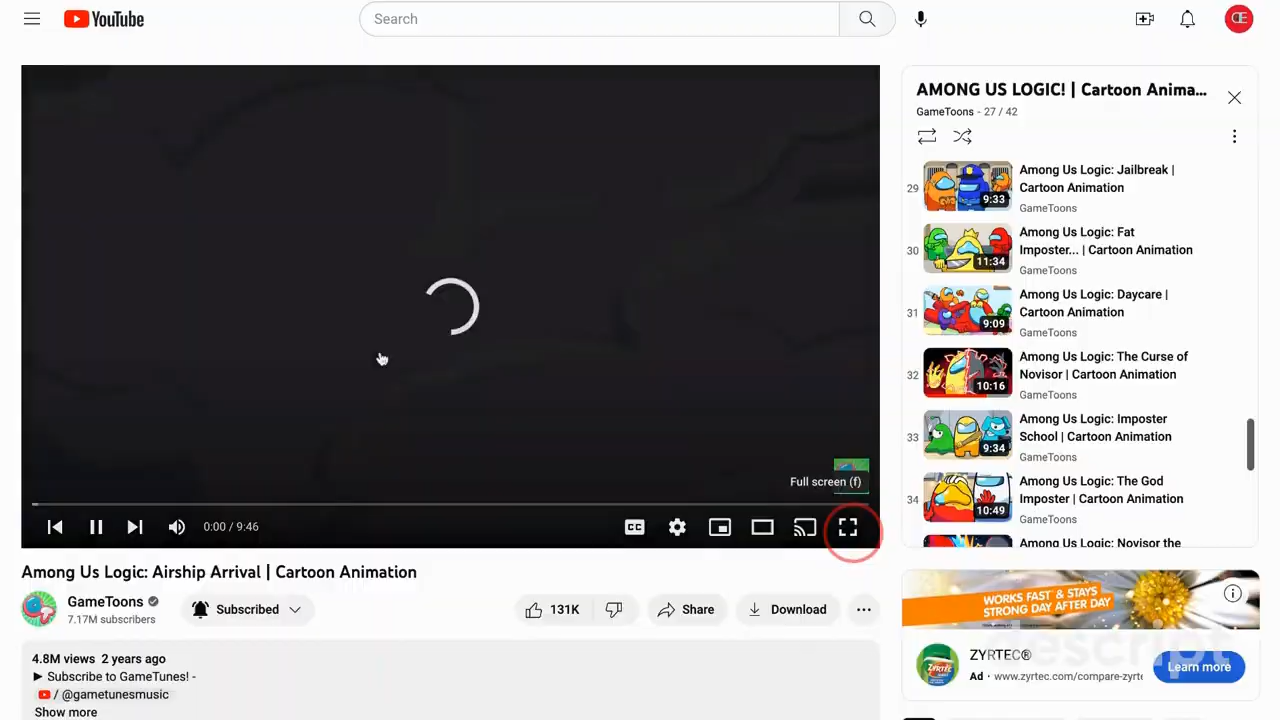 YouTube
Search
Œ
Full screen (f)
0:00 / 9:46
CC
Among Us Logic: Airship Arrival | Cartoon Animation
GameToons
7.17M subscribers
Subscribed
131K
Share
Download
4.8M views 2 years ago
▶ Subscribe to GameTunes! -
/ @gametunesmusic
Show more
AMONG US LOGIC! | Cartoon Anima...
GameToons - 27 / 42
29
9:33
Among Us Logic: Jailbreak |
Cartoon Animation
GameToons
30
11:34
Among Us Logic: Fat
Imposter... | Cartoon Animation
GameToons
31
9:09
Among Us Logic: Daycare |
Cartoon Animation
GameToons
32
10:16
Among Us Logic: The Curse of
Novisor | Cartoon Animation
GameToons
33
9:34
Among Us Logic: Imposter
School | Cartoon Animation
GameToons
34
10:49
Among Us Logic: The God
Imposter | Cartoon Animation
GameToons
Among Us Logic: Novisor the
WORKS FAST & STAYS
STRONG DAY AFTER DAY
ZYRTEC
ZYRTEC®
Ad · www.zyrtec.com/compare-zyrte
Learn more